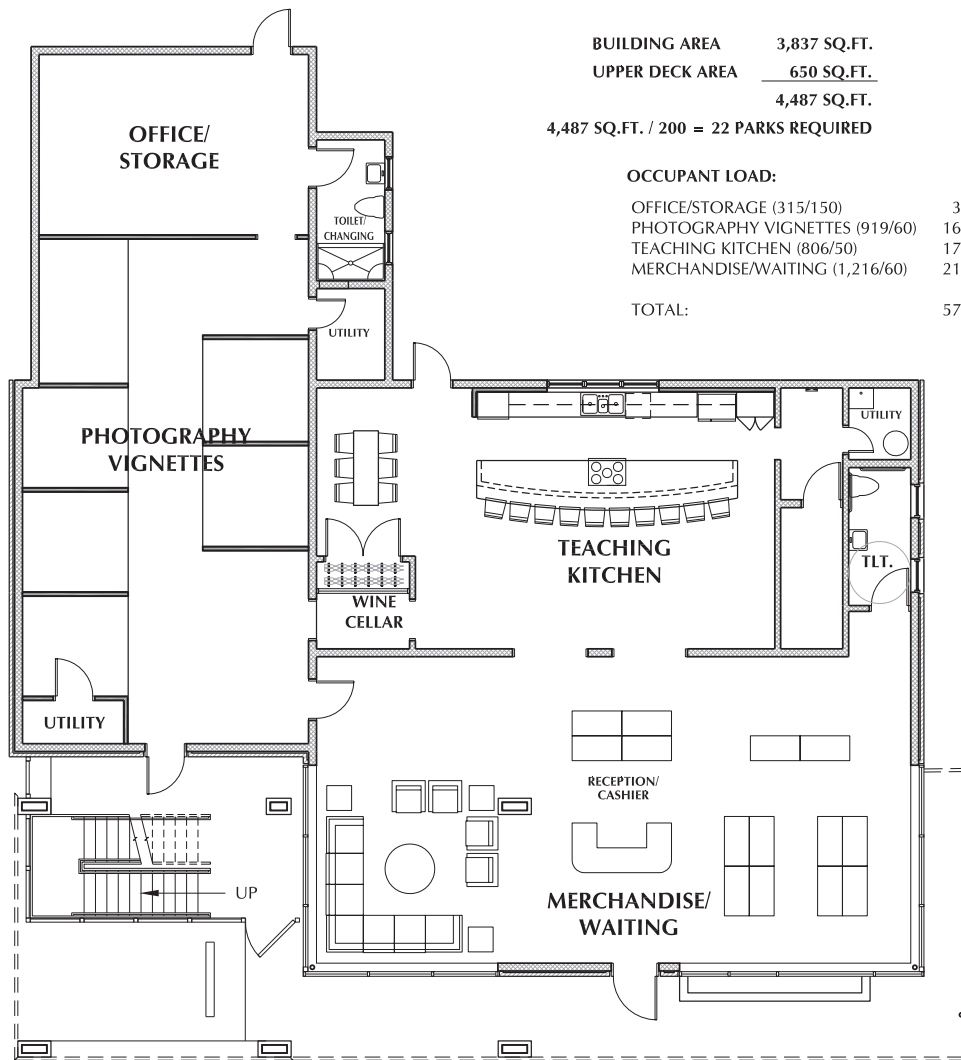 BUILDING AREA 3,837 SQ.FT.
UPPER DECK AREA 650 SQ.FT.
4,487 SQ.FT.
4,487 SQ.FT. / 200 = 22 PARKS REQUIRED
OCCUPANT LOAD:
OFFICE/STORAGE (315/150) 3
PHOTOGRAPHY VIGNETTES (919/60) 16
TEACHING KITCHEN (806/50) 17
MERCHANDISE/WAITING (1,216/60) 21
TOTAL: 57
OFFICE/
STORAGE
TOILET/
CHANGING
UTILITY
PHOTOGRAPHY
VIGNETTES
UTILITY
TEACHING
KITCHEN
TLT.
WINE
CELLAR
UTILITY
RECEPTION/
CASHIER
UP
MERCHANDISE/
WAITING